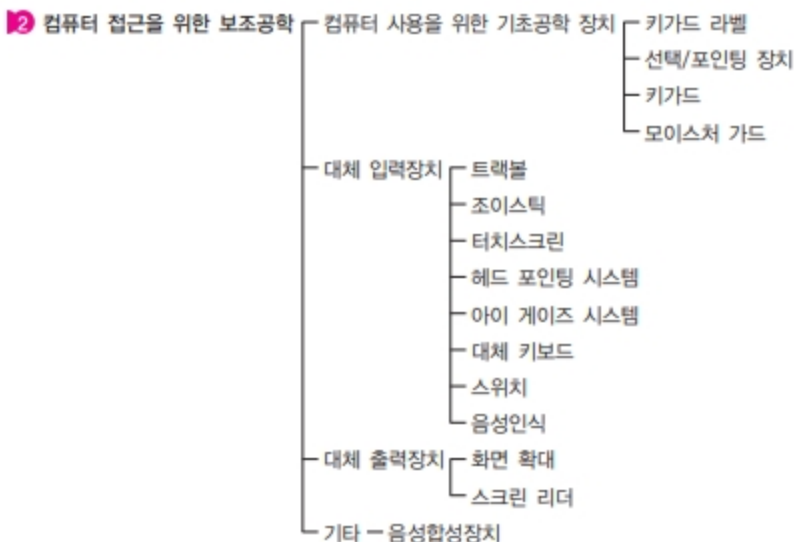 2 컴퓨터 접근을 위한 보조공학
컴퓨터 사용을 위한 기초공학 장치
키가드 라벨
선택/포인팅 장치
키가드
모이스처 가드
대체 입력장치
트랙볼
조이스틱
터치스크린
헤드 포인팅 시스템
아이 게이즈 시스템
대체 키보드
스위치
음성인식
대체 출력장치
화면 확대
스크린 리더
기타
음성합성장치